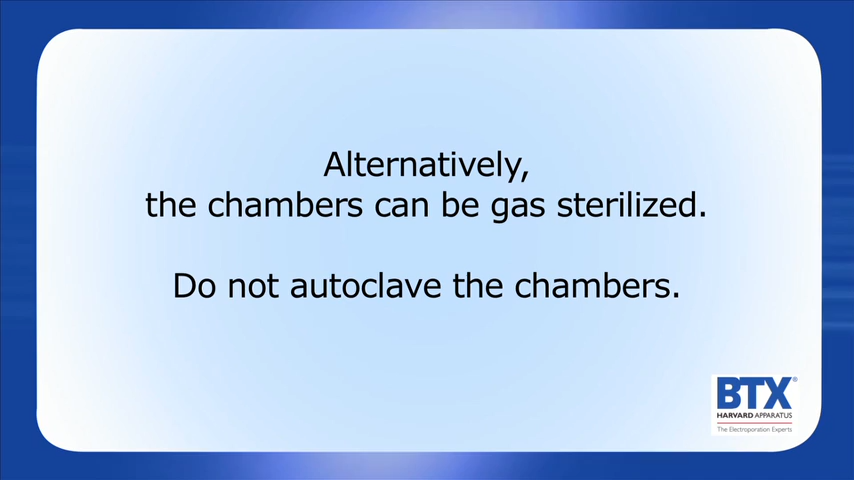 Alternatively,
the chambers can be gas sterilized.
Do not autoclave the chambers.
BTX®
HARVARD APPARATUS
The Electroporation Experts